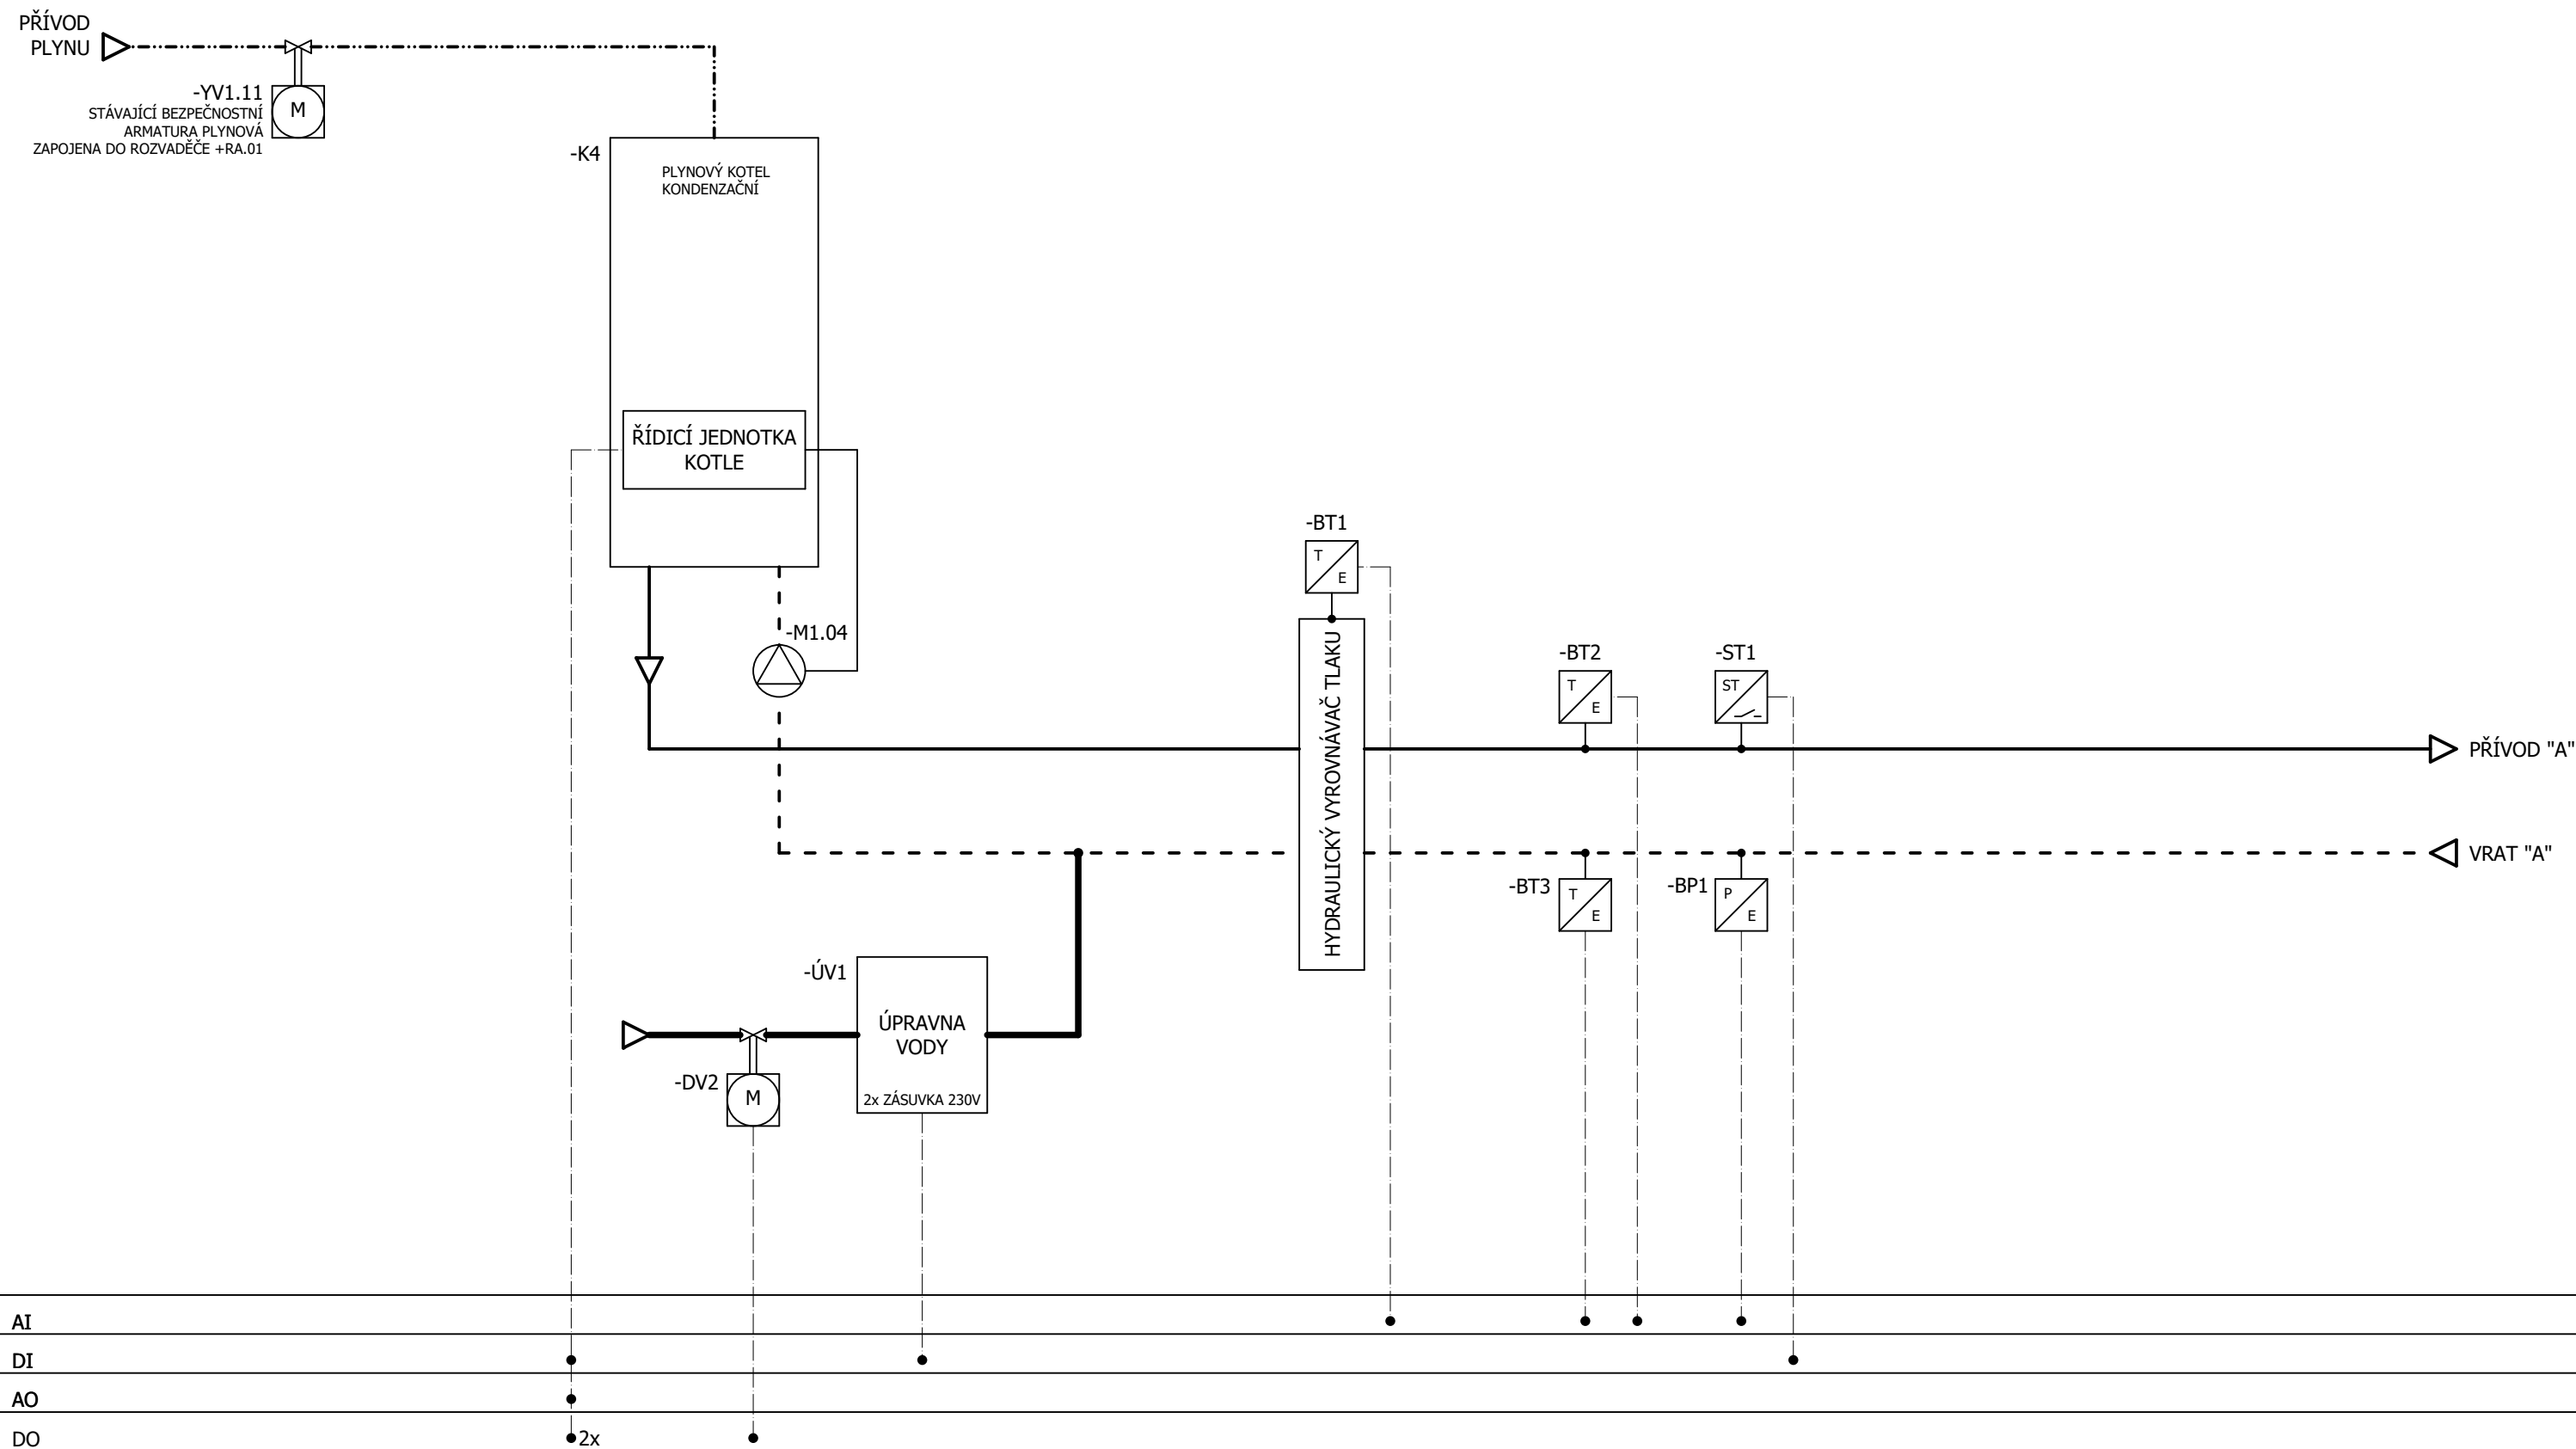 PŘÍVOD
PLYNU
-YV1.11
STÁVAJÍCÍ BEZPEČNOSTNÍ
ARMATURA PLYNOVÁ
ZAPOJENA DO ROZVADĚČE +RA.01
M
-K4
PLYNOVÝ KOTEL
KONDENZAČNÍ
ŘÍDICÍ JEDNOTKA
KOTLE
-M1.04
-BT1
T
E
HYDRAULICKÝ VYROVNÁVAČ TLAKU
-BT2
T
E
-ST1
ST
PŘÍVOD "A"
VRAT "A"
-BT3
T
E
-BP1
P
E
-ÚV1
ÚPRAVNA
VODY
2x ZÁSUVKA 230V
-DV2
M
AI
DI
AO
DO
2x